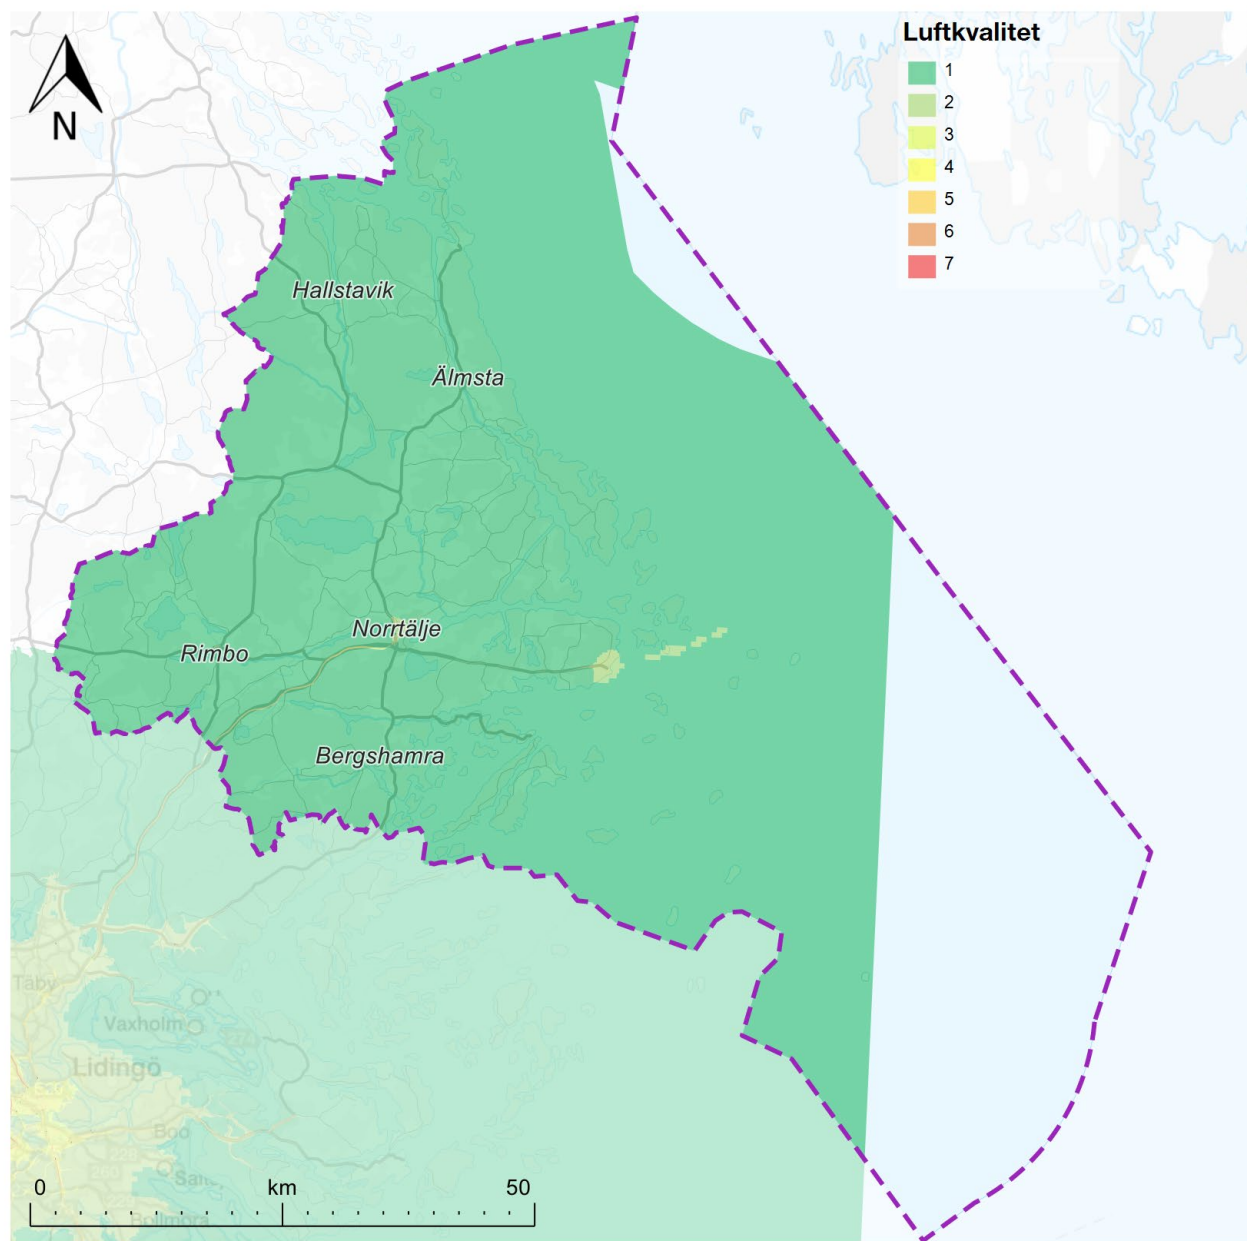 Luftkvalitet
1
2
3
4
5
6
7
N
Hallstavik
Älmsta
Norrtälje
Rimbo
Bergshamra
Täby
Vaxholm
Lidingö
Boo
Bollmora
0 km 50